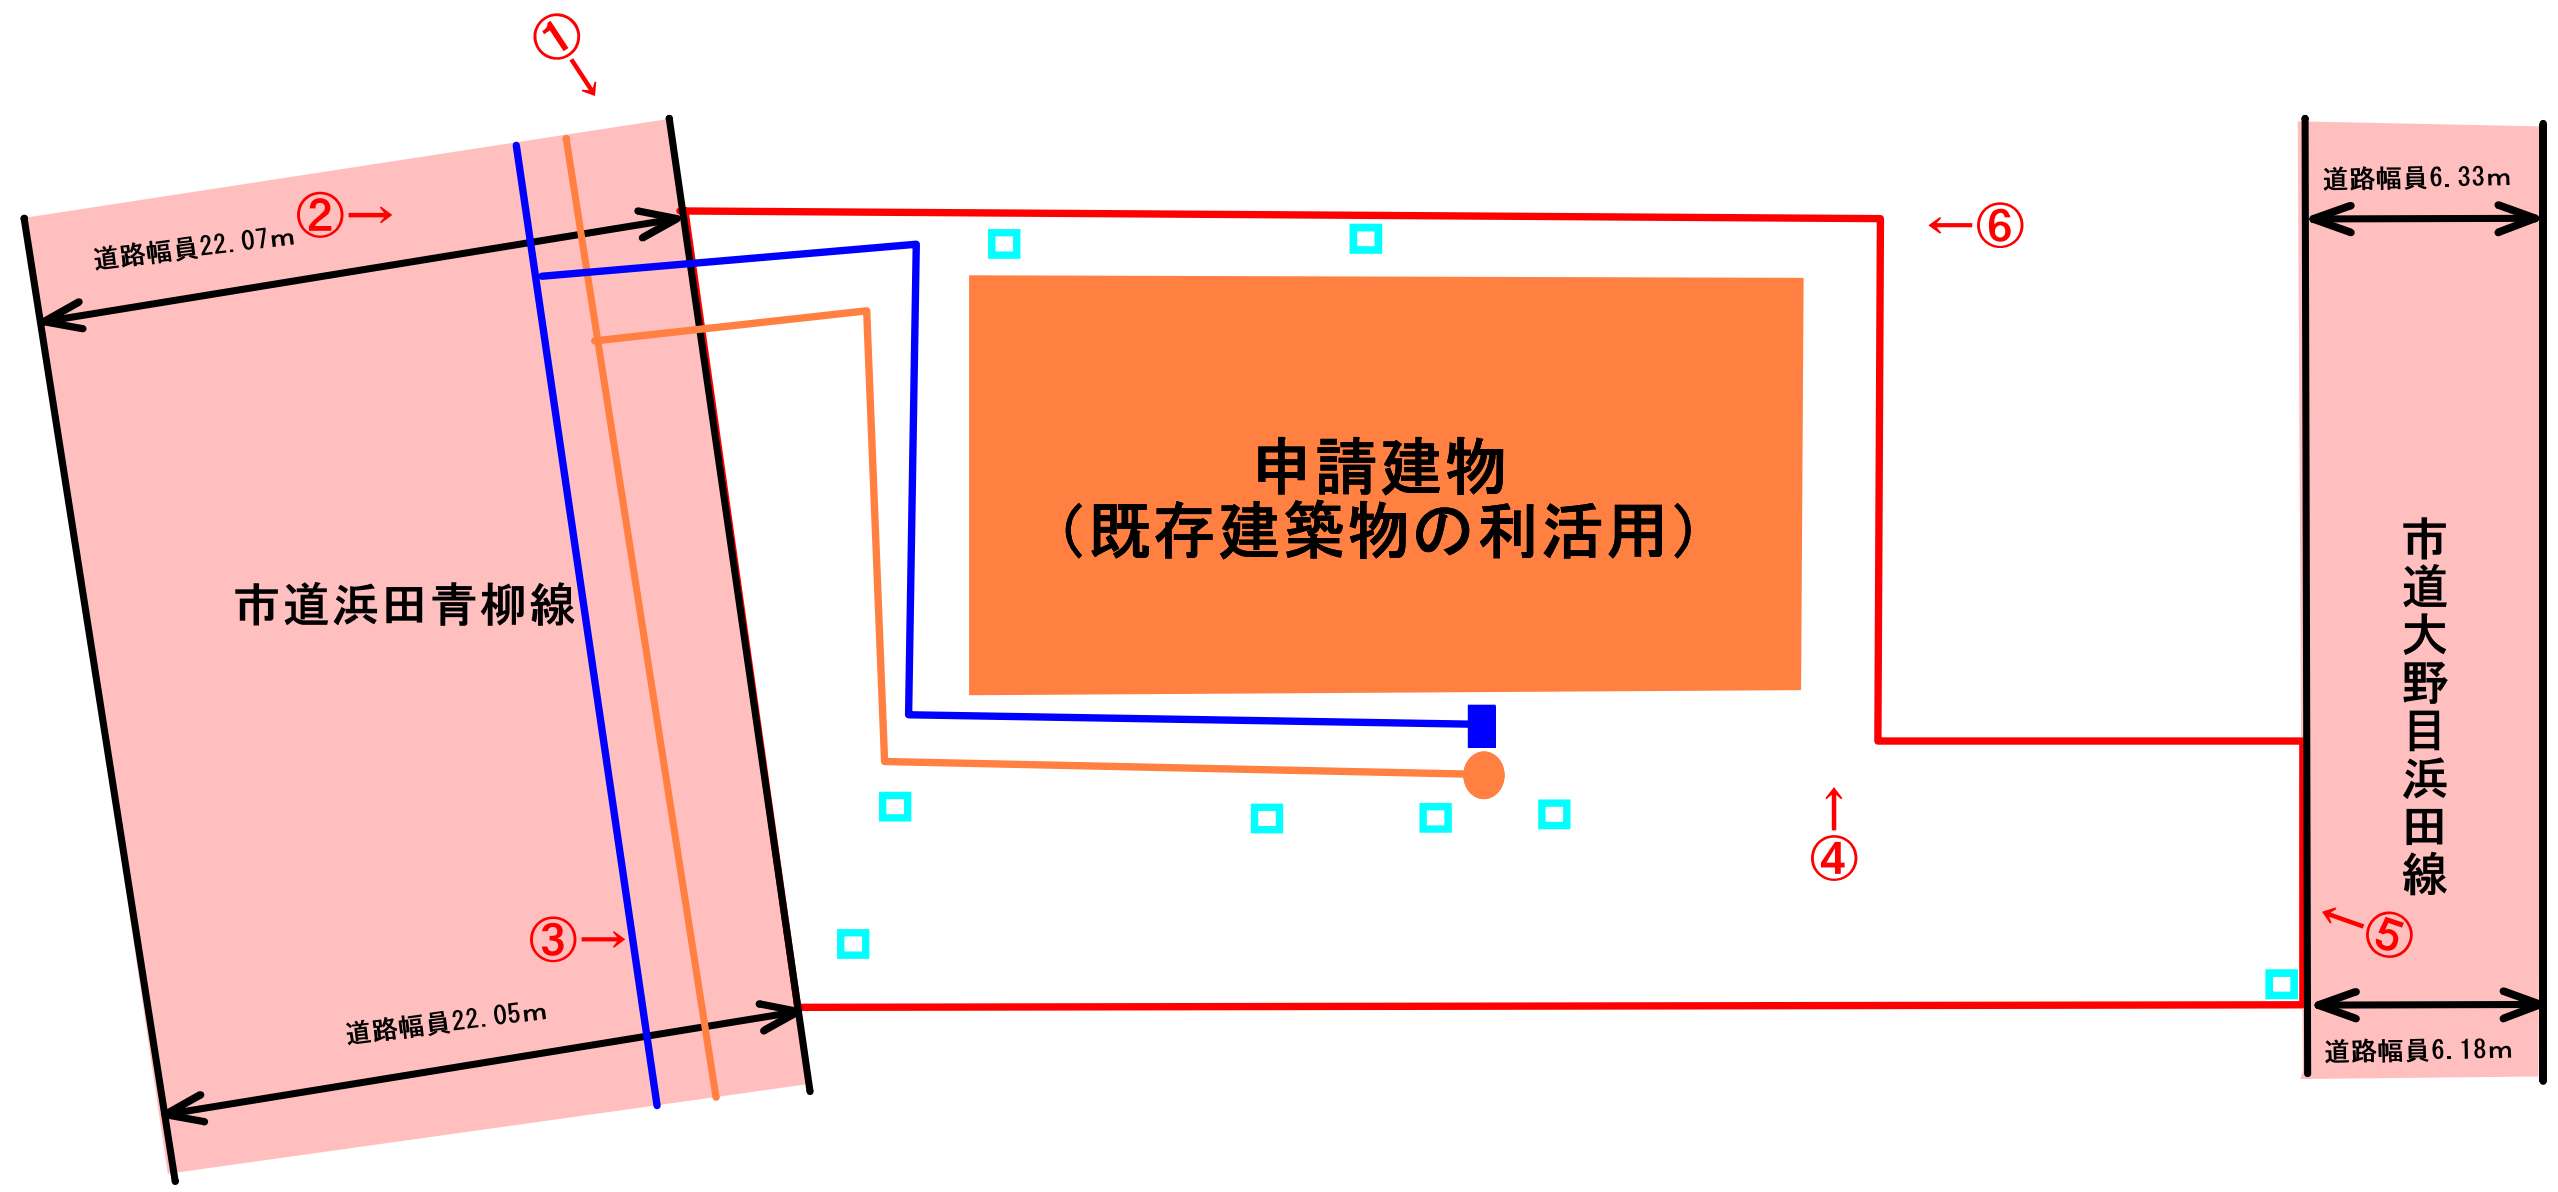 ①→
②→
道路幅員22.07m
←⑥
道路幅員6.33m
申請建物
（既存建築物の利活用）
市道浜田青柳線
市道大野目浜田線
↑
④
③→
←⑤
道路幅員22.05m
道路幅員6.18m